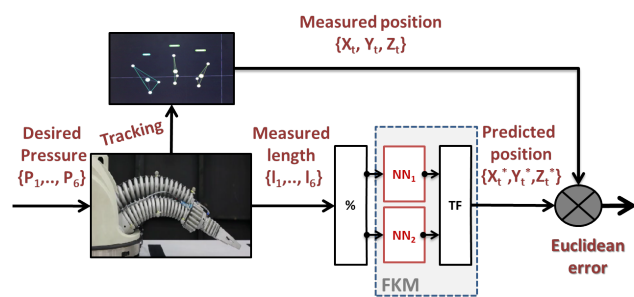 Measured position
{Xt, Yt, Zt}
Desired
Pressure
{P1,.., P6}
Tracking
Measured
length
{l1,.., l6}
Predicted
position
{Xt*,Yt*,Zt*}
%
NN1
NN2
TF
FKM
Euclidean
error